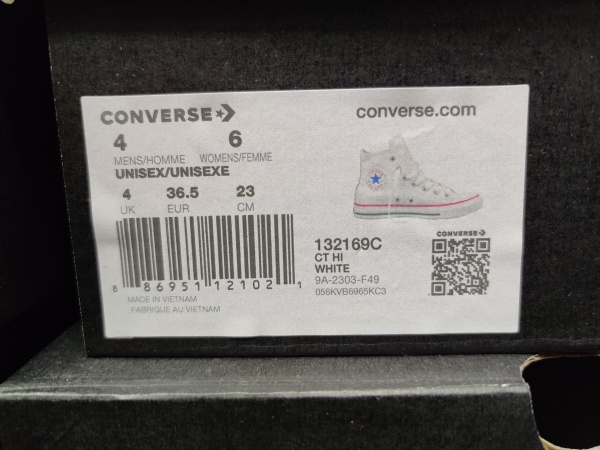 CONVERSE
converse.com
4 6
MENS/HOMME WOMENS/FEMME
UNISEX/UNISEXE
4 36.5 23
UK EUR CM
132169C
CT HI
WHITE
9A-2303-F49
056KVB6965KC3
CONVERSE
8 86951 12102 1
MADE IN VIETNAM
FABRIQUE AU VIETNAM